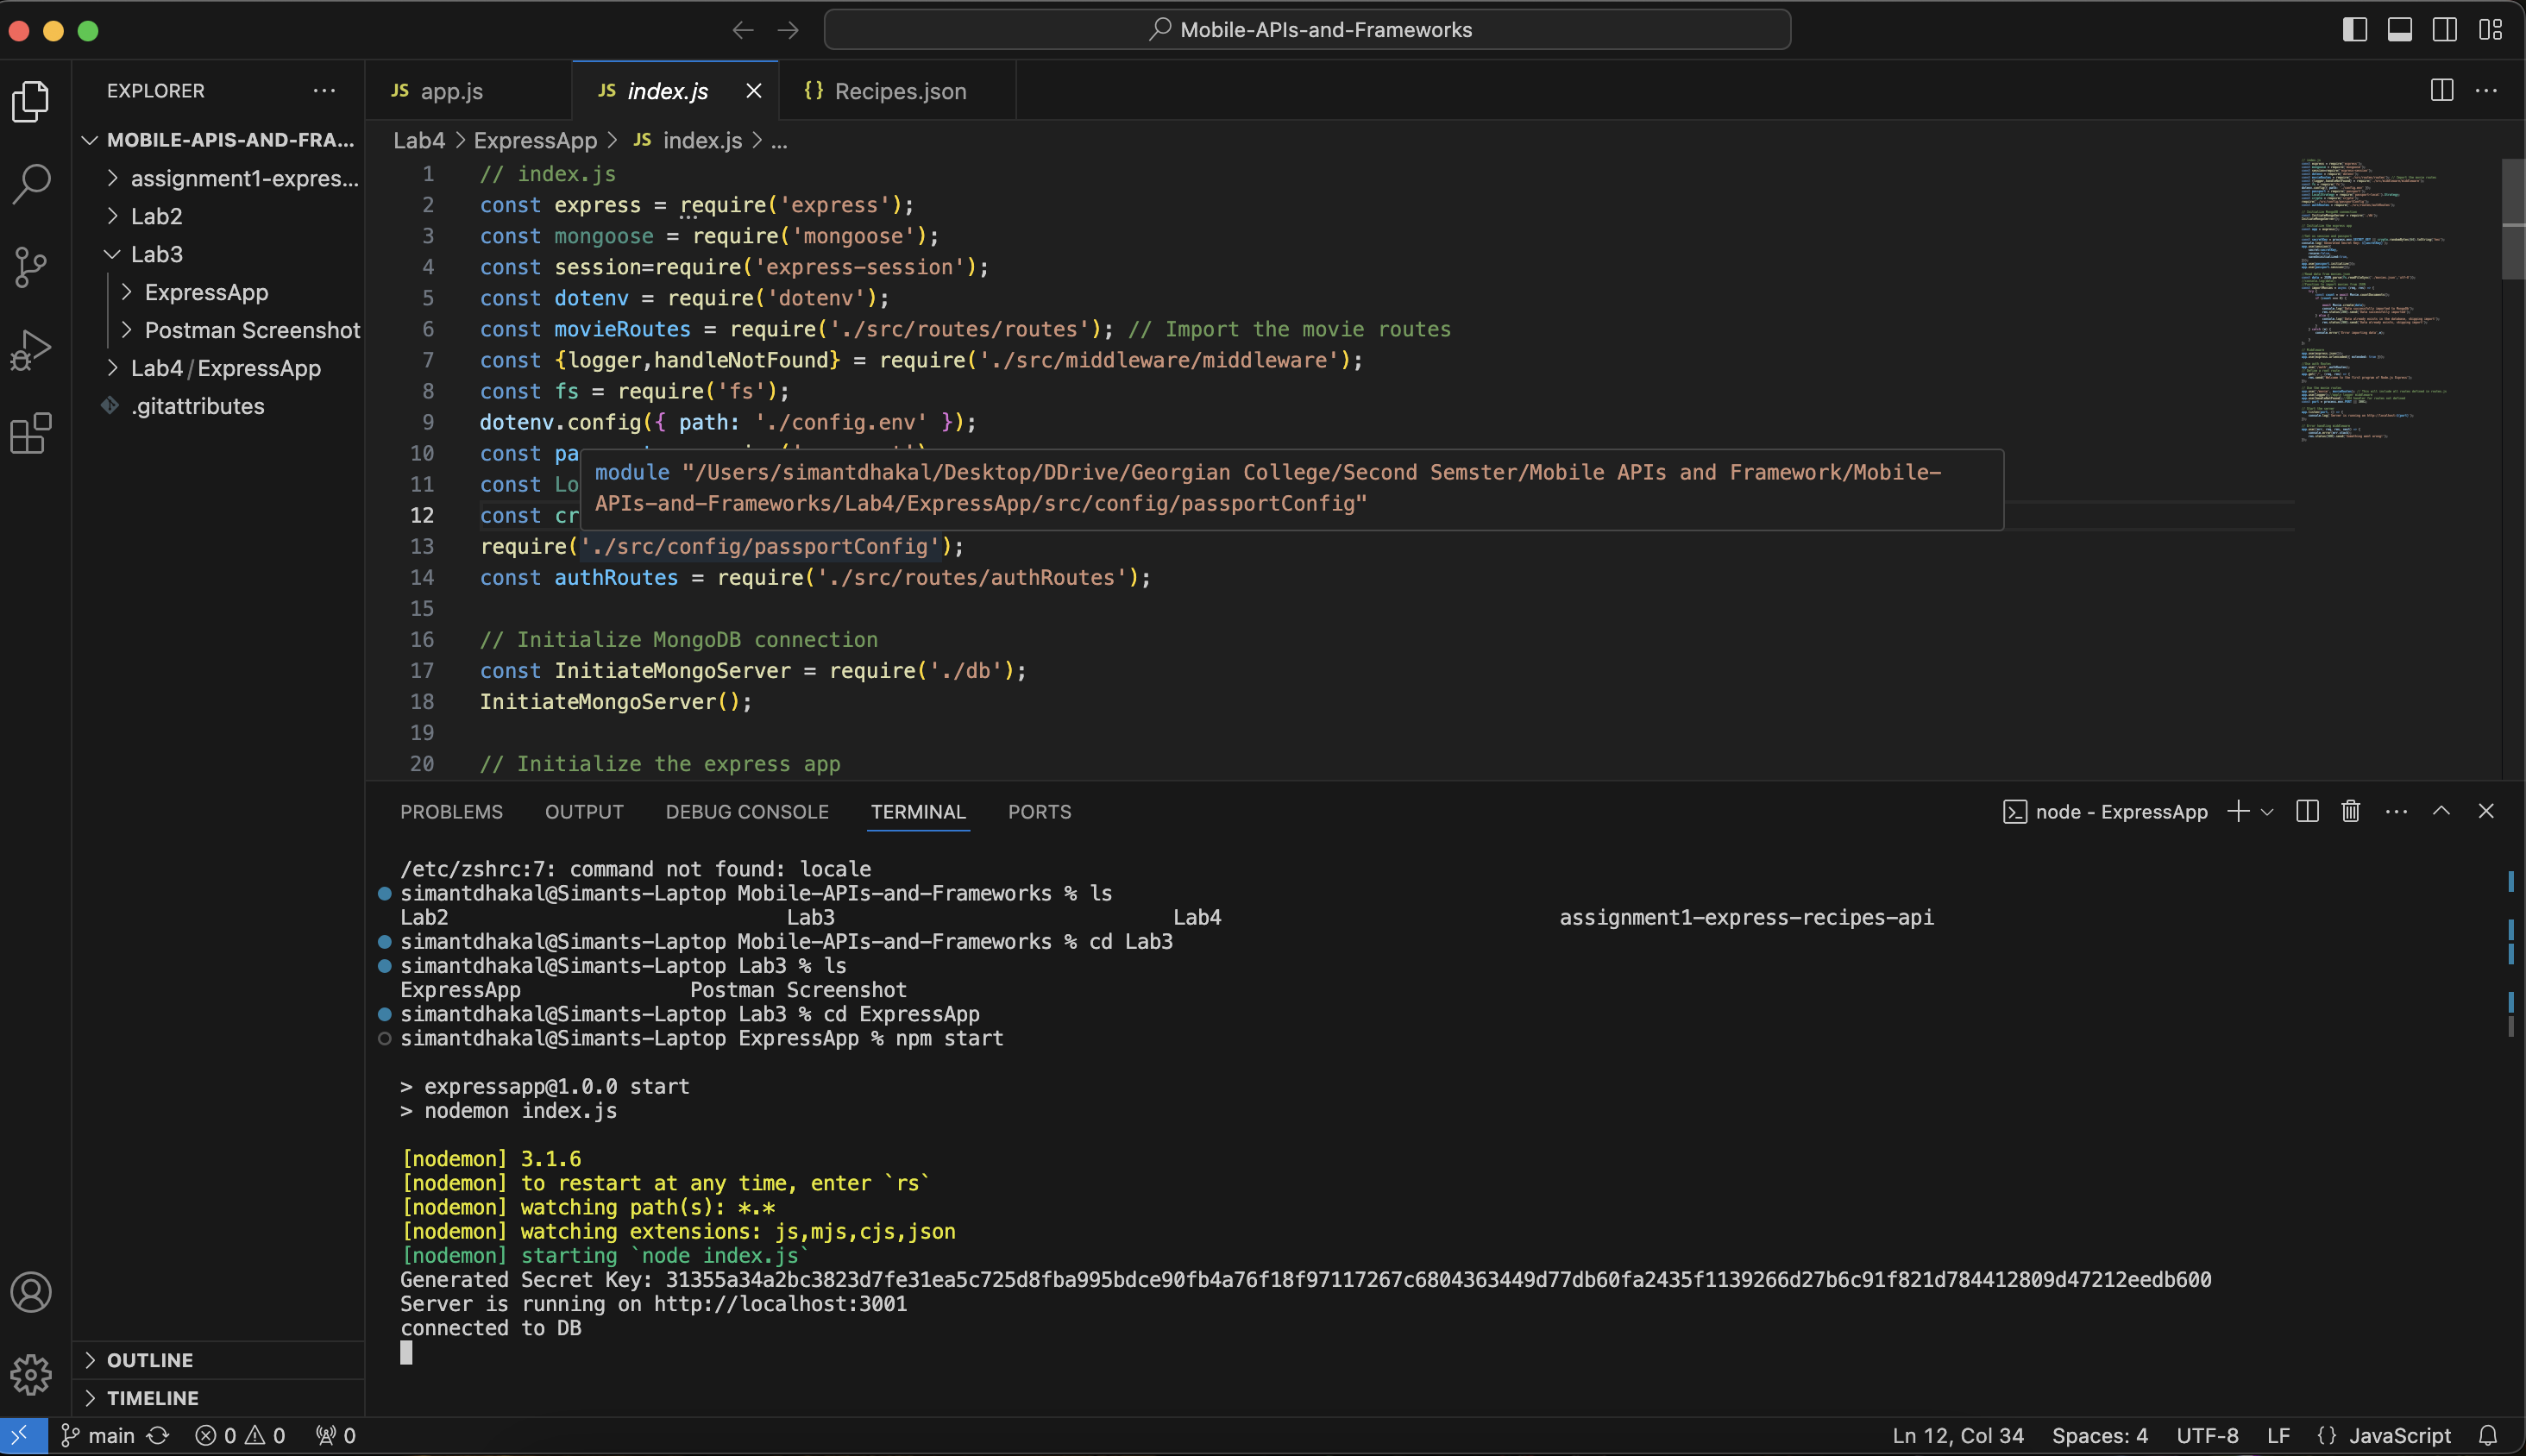 Mobile-APIs-and-Frameworks
EXPLORER
MOBILE-APIS-AND-FRA...
assignment1-expres...
Lab2
Lab3
ExpressApp
Postman Screenshot
Lab4/ExpressApp
.gitattributes
OUTLINE
TIMELINE
JS app.js
JS index.js
{} Recipes.json
Lab4 > ExpressApp > JS index.js > ...
1 // index.js
2 const express = require('express');
3 const mongoose = require('mongoose');
4 const session=require('express-session');
5 const dotenv = require('dotenv');
6 const movieRoutes = require('./src/routes/routes'); // Import the movie routes
7 const {logger,handleNotFound} = require('./src/middleware/middleware');
8 const fs = require('fs');
9 dotenv.config({ path: './config.env' });
10 const pa
11 const Lo
12 const cr
module "/Users/simantdhakal/Desktop/DDrive/Georgian College/Second Semster/Mobile APIs and Framework/Mobile-
APIs-and-Frameworks/Lab4/ExpressApp/src/config/passportConfig"
13 require('./src/config/passportConfig');
14 const authRoutes = require('./src/routes/authRoutes');
15
16 // Initialize MongoDB connection
17 const InitiateMongoServer = require('./db');
18 InitiateMongoServer();
19
20 // Initialize the express app
PROBLEMS OUTPUT DEBUG CONSOLE TERMINAL PORTS
node - ExpressApp
/etc/zshrc:7: command not found: locale
simantdhakal@Simants-Laptop Mobile-APIs-and-Frameworks % ls
Lab2 Lab3 Lab4 assignment1-express-recipes-api
simantdhakal@Simants-Laptop Mobile-APIs-and-Frameworks % cd Lab3
simantdhakal@Simants-Laptop Lab3 % ls
ExpressApp Postman Screenshot
simantdhakal@Simants-Laptop Lab3 % cd ExpressApp
simantdhakal@Simants-Laptop ExpressApp % npm start
> expressapp@1.0.0 start
> nodemon index.js
[nodemon] 3.1.6
[nodemon] to restart at any time, enter `rs`
[nodemon] watching path(s): *.*
[nodemon] watching extensions: js,mjs,cjs,json
[nodemon] starting `node index.js`
Generated Secret Key: 31355a34a2bc3823d7fe31ea5c725d8fba995bdce90fb4a76f18f97117267c6804363449d77db60fa2435f1139266d27b6c91f821d784412809d47212eedb600
Server is running on http://localhost:3001
connected to DB
main 0 0 0
Ln 12, Col 34 Spaces: 4 UTF-8 LF {} JavaScript